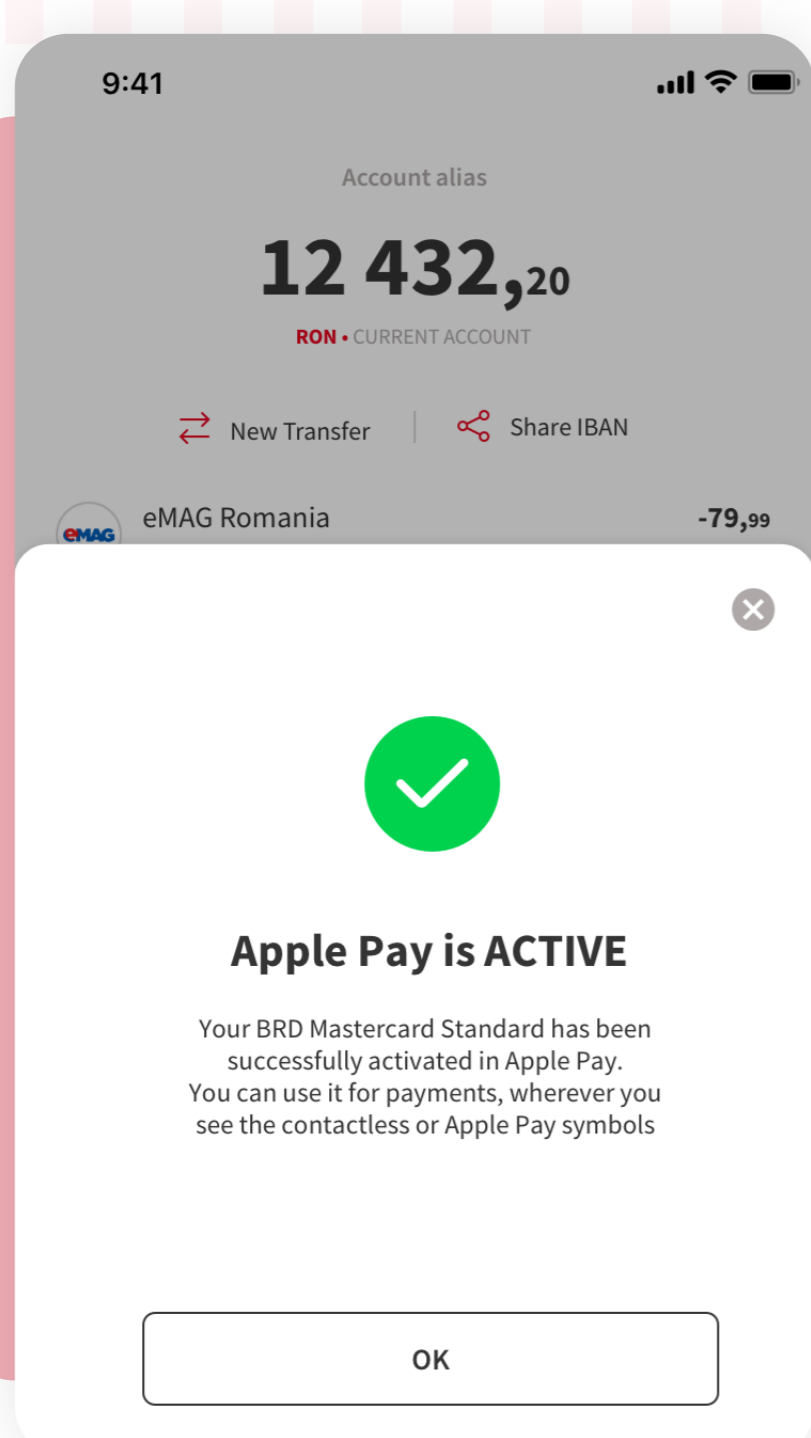 9:41
Account alias
12 432,20
RON • CURRENT ACCOUNT
New Transfer
Share IBAN
eMAG Romania
-79,99
eMAG
Apple Pay is ACTIVE
Your BRD Mastercard Standard has been
successfully activated in Apple Pay.
You can use it for payments, wherever you
see the contactless or Apple Pay symbols
OK